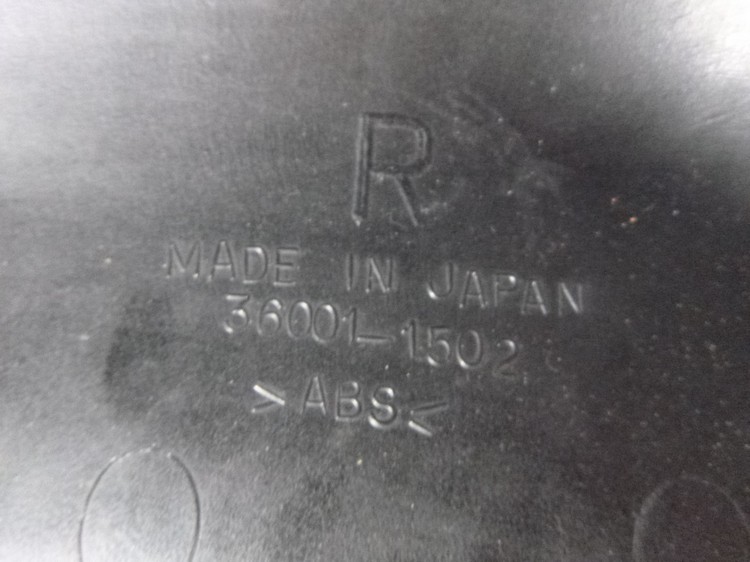 R
MADE IN JAPAN
36001-1502
>ABS<